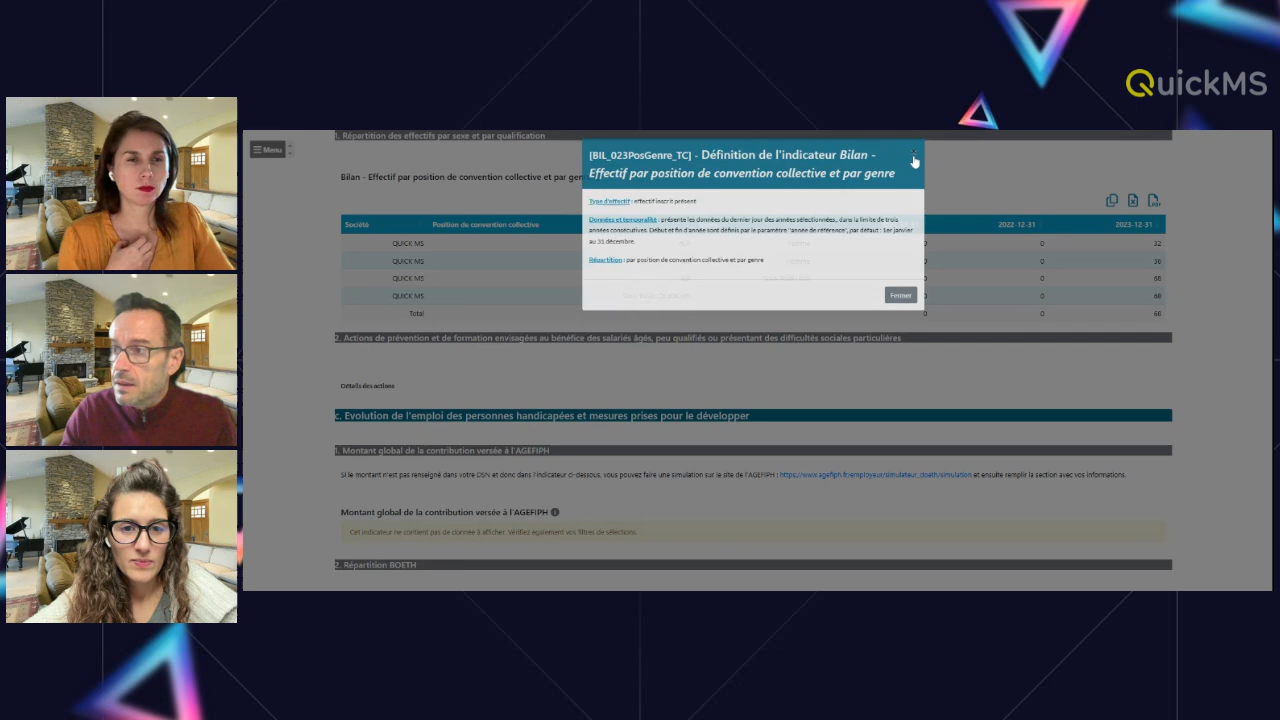 QuickMS
1. Répartition des effectifs par sexe et par qualification
Menu
[BIL_023PosGenre_TC] - Définition de l'indicateur Bilan -
Effectif par position de convention collective et par genre
Bilan - Effectif par position de convention collective et par gen
Type d'effectif : effectif inscrit présent
Données et temporalité : présente les données du dernier jour des années sélectionnées,, dans la limite de trois
années consécutives. Début et fin d'année sont définis par le paramètre "année de référence", par défaut : 1er janvier
au 31 décembre.
Répartition : par position de convention collective et par genre
Fermer
Société Position de convention collective 2022-12-31 2023-12-31
QUICK MS 0 0 32
QUICK MS 0 36
QUICK MS 0 68
QUICK MS 0 0 68
Total 0 0 68
2. Actions de prévention et de formation envisagées au bénéfice des salariés âgés, peu qualifiés ou présentant des difficultés sociales particulières
Détails des actions
c. Evolution de l'emploi des personnes handicapées et mesures prises pour le développer
1. Montant global de la contribution versée à l'AGEFIPH
Si le montant n'est pas renseigné dans votre DSN et donc dans l'indicateur ci-dessous, vous pouvez faire une simulation sur le site de l'AGEFIPH : https://www.agefiph.fr/employeur/simulateur_doeth/simulation et ensuite remplir la section avec vos informations.
Montant global de la contribution versée à l'AGEFIPH
Cet indicateur ne contient pas de donnée à afficher. Vérifiez également vos filtres de sélections.
2. Répartition BOETH